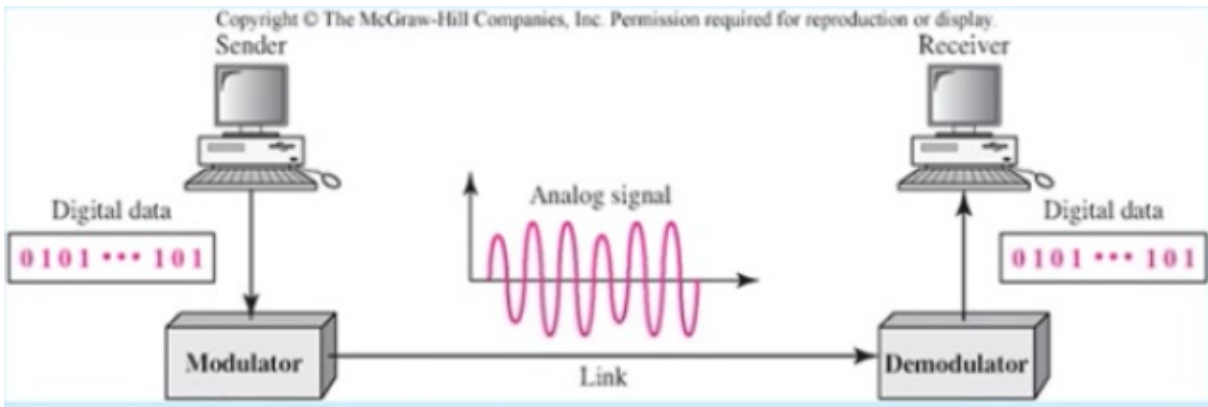 Copyright © The McGraw-Hill Companies, Inc. Permission required for reproduction or display.
Sender
Receiver
Analog signal
Digital data
0101 ••• 101
Digital data
0101 ••• 101
Modulator
Link
Demodulator